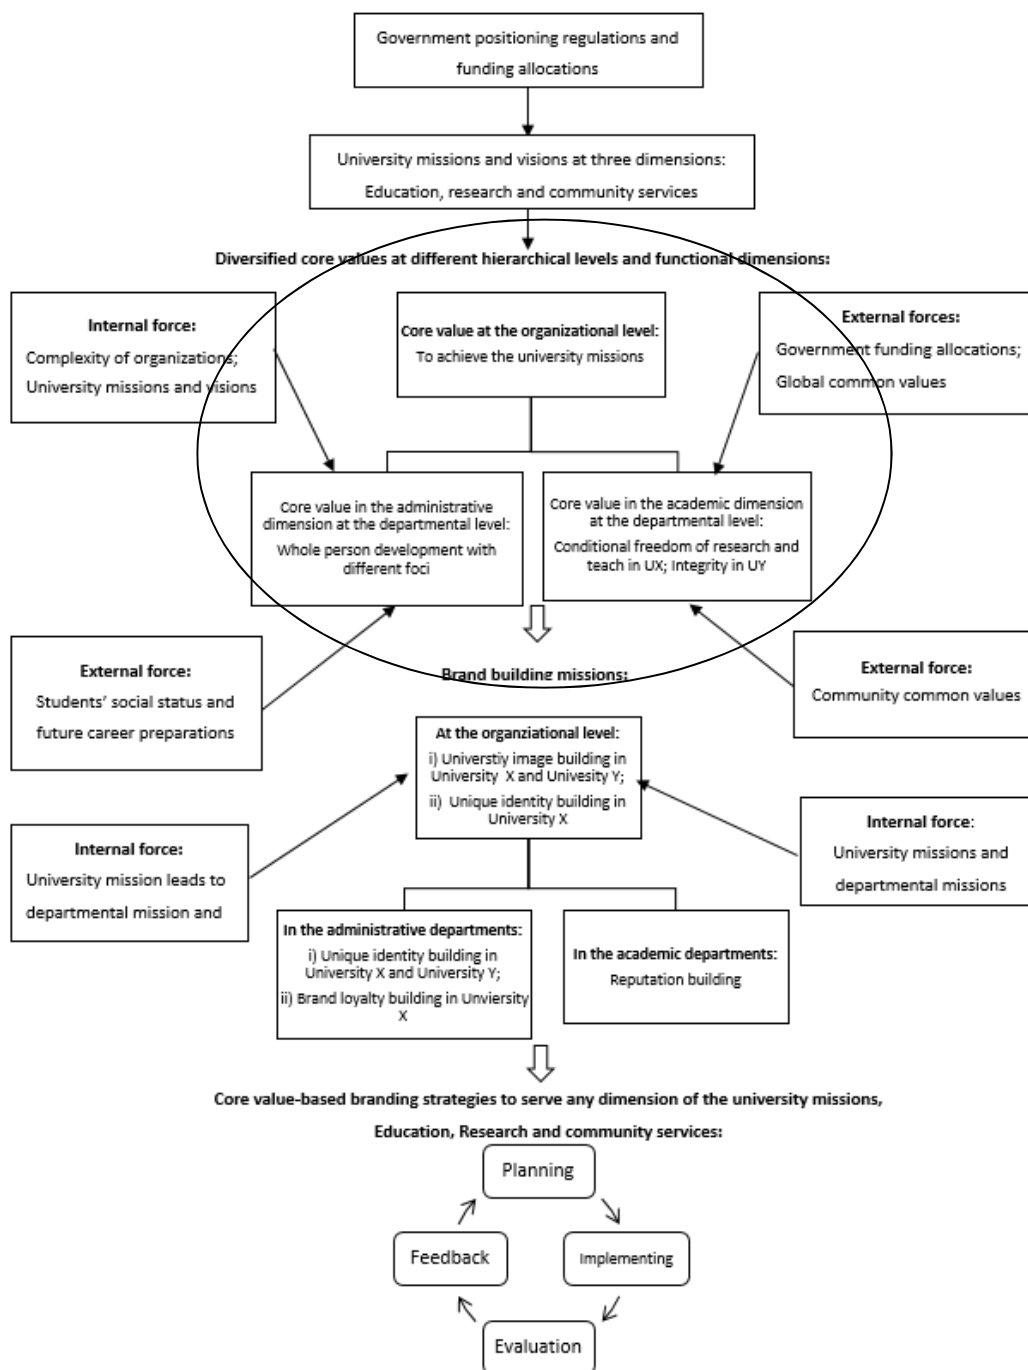 Government positioning regulations and
funding allocations
University missions and visions at three dimensions:
Education, research and community services
Diversified core values at different hierarchical levels and functional dimensions:
Internal force:
Complexity of organizations;
University missions and visions
Core value at the organizational level:
To achieve the university missions
External forces:
Government funding allocations;
Global common values
Core value in the administrative
dimension at the departmental level:
Whole person development with
different foci
Core value in the academic dimension
at the departmental level:
Conditional freedom of research and
teach in UX; Integrity in UY
External force:
Students’ social status and
future career preparations
Brand building missions:
External force:
Community common values
At the organziational level:
i) Universtiy image building in
University X and Univesity Y;
ii) Unique identity building in
University X
Internal force:
University mission leads to
departmental mission and
Internal force:
University missions and
departmental missions
In the administrative departments:
i) Unique identity building in
University X and University Y;
ii) Brand loyalty building in Unviersity
X
In the academic departments:
Reputation building
Core value-based branding strategies to serve any dimension of the university missions,
Education, Research and community services:
Planning
Feedback
Implementing
Evaluation